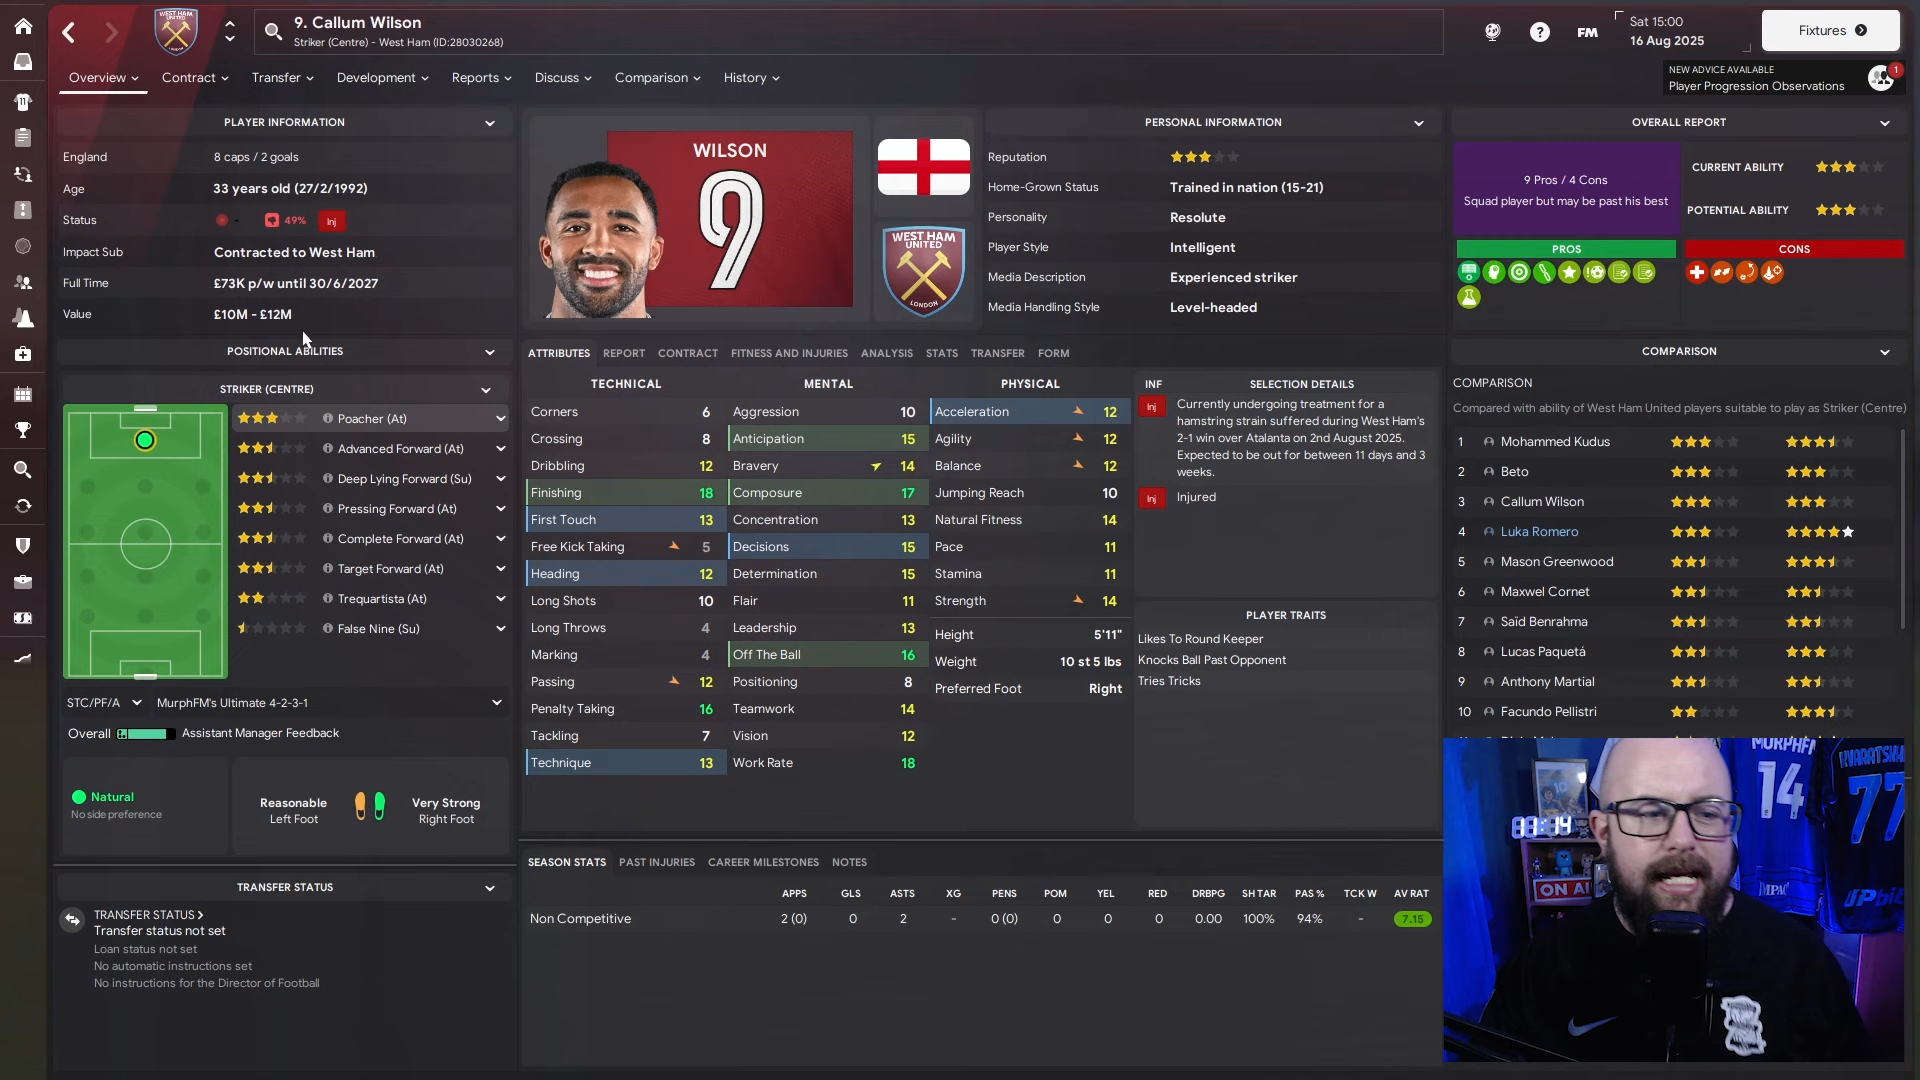 9. Callum Wilson
Striker (Centre) - West Ham (ID:28030268)
FM
Sat 15:00
16 Aug 2025
Fixtures
Overview
Contract
Transfer
Development
Reports
Discuss
Comparison
History
NEW ADVICE AVAILABLE
Player Progression Observations
1
PLAYER INFORMATION
England 8 caps / 2 goals
Age 33 years old (27/2/1992)
Status - 49% Inj
Impact Sub Contracted to West Ham
Full Time £73K p/w until 30/6/2027
Value £10M - £12M
POSITIONAL ABILITIES
STRIKER (CENTRE)
Poacher (At)
Advanced Forward (At)
Deep Lying Forward (Su)
Pressing Forward (At)
Complete Forward (At)
Target Forward (At)
Trequartista (At)
False Nine (Su)
STC/PF/A MurphFM's Ultimate 4-2-3-1
Overall Assistant Manager Feedback
Natural
No side preference
Reasonable
Left Foot
Very Strong
Right Foot
TRANSFER STATUS
TRANSFER STATUS >
Transfer status not set
Loan status not set
No automatic instructions set
No instructions for the Director of Football
WILSON
9
WEST HAM
UNITED
LONDON
PERSONAL INFORMATION
Reputation
Home-Grown Status Trained in nation (15-21)
Personality Resolute
Player Style Intelligent
Media Description Experienced striker
Media Handling Style Level-headed
ATTRIBUTES REPORT CONTRACT FITNESS AND INJURIES ANALYSIS STATS TRANSFER FORM
TECHNICAL
Corners 6
Crossing 8
Dribbling 12
Finishing 18
First Touch 13
Free Kick Taking 5
Heading 12
Long Shots 10
Long Throws 4
Marking 4
Passing 12
Penalty Taking 16
Tackling 7
Technique 13
MENTAL
Aggression 10
Anticipation 15
Bravery 14
Composure 17
Concentration 13
Decisions 15
Determination 15
Flair 11
Leadership 13
Off The Ball 16
Positioning 8
Teamwork 14
Vision 12
Work Rate 18
PHYSICAL
Acceleration 12
Agility 12
Balance 12
Jumping Reach 10
Natural Fitness 14
Pace 11
Stamina 11
Strength 14
Height 5'11"
Weight 10 st 5 lbs
Preferred Foot Right
INF SELECTION DETAILS
Inj Currently undergoing treatment for a
hamstring strain suffered during West Ham's
2-1 win over Atalanta on 2nd August 2025.
Expected to be out for between 11 days and 3
weeks.
Inj Injured
PLAYER TRAITS
Likes To Round Keeper
Knocks Ball Past Opponent
Tries Tricks
SEASON STATS PAST INJURIES CAREER MILESTONES NOTES
APPS GLS ASTS XG PENS POM YEL RED DRBPG SH TAR PAS % TCK W AV RAT
Non Competitive 2 (0) 0 2 - 0 (0) 0 0 0 0.00 100% 94% - 7.15
OVERALL REPORT
9 Pros / 4 Cons
Squad player but may be past his best
CURRENT ABILITY
POTENTIAL ABILITY
PROS
CONS
COMPARISON
COMPARISON
Compared with ability of West Ham United players suitable to play as Striker (Centre)
1 Mohammed Kudus
2 Beto
3 Callum Wilson
4 Luka Romero
5 Mason Greenwood
6 Maxwel Cornet
7 Saïd Benrahma
8 Lucas Paquetá
9 Anthony Martial
10 Facundo Pellistri
MURPHFM
14
KVARATSKH
77
11:14
ON AI